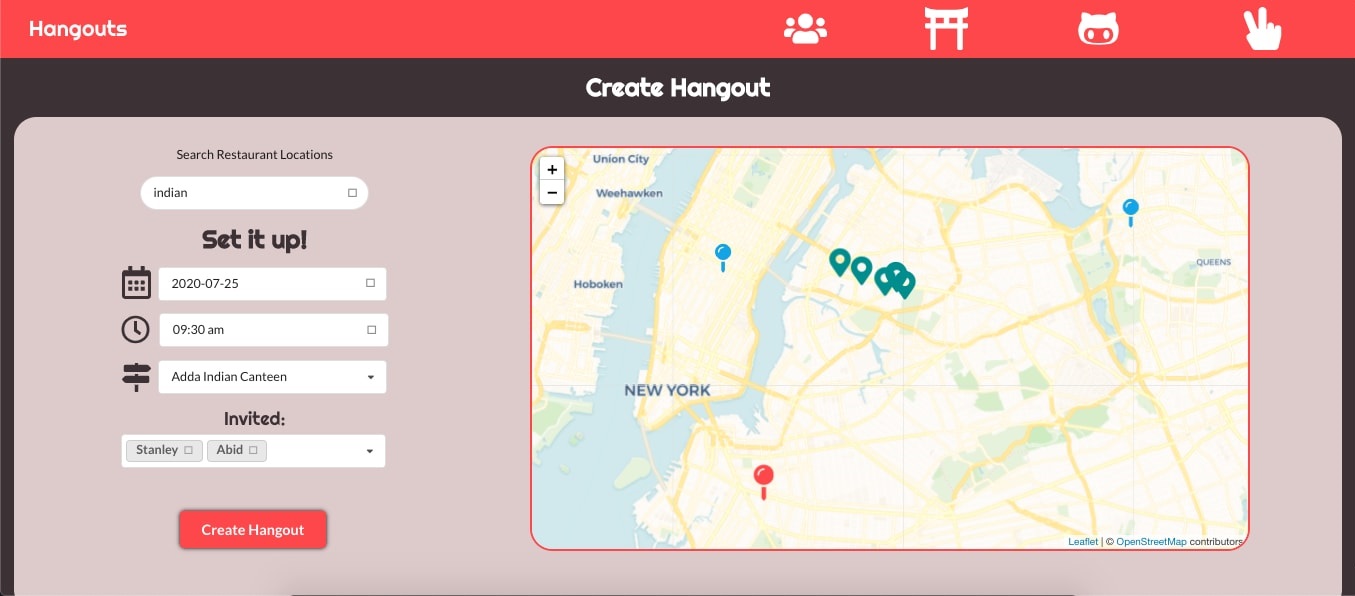 Hangouts
Create Hangout
Search Restaurant Locations
indian
Set it up!
2020-07-25
09:30 am
Adda Indian Canteen
Invited:
Stanley Abid
Create Hangout
+
−
Union City
Weehawken
Hoboken
QUEENS
NEW YORK
Leaflet | © OpenStreetMap contributors